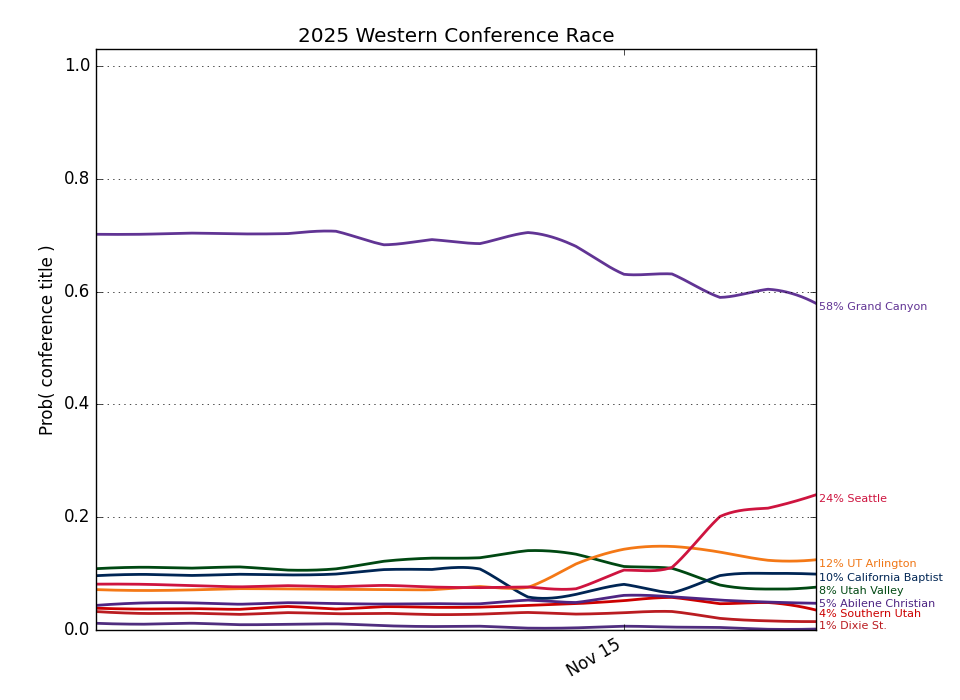 2025 Western Conference Race
Prob( conference title )
1.0
0.8
0.6
0.4
0.2
0.0
Nov 15
58% Grand Canyon
24% Seattle
12% UT Arlington
10% California Baptist
8% Utah Valley
5% Abilene Christian
4% Southern Utah
1% Dixie St.